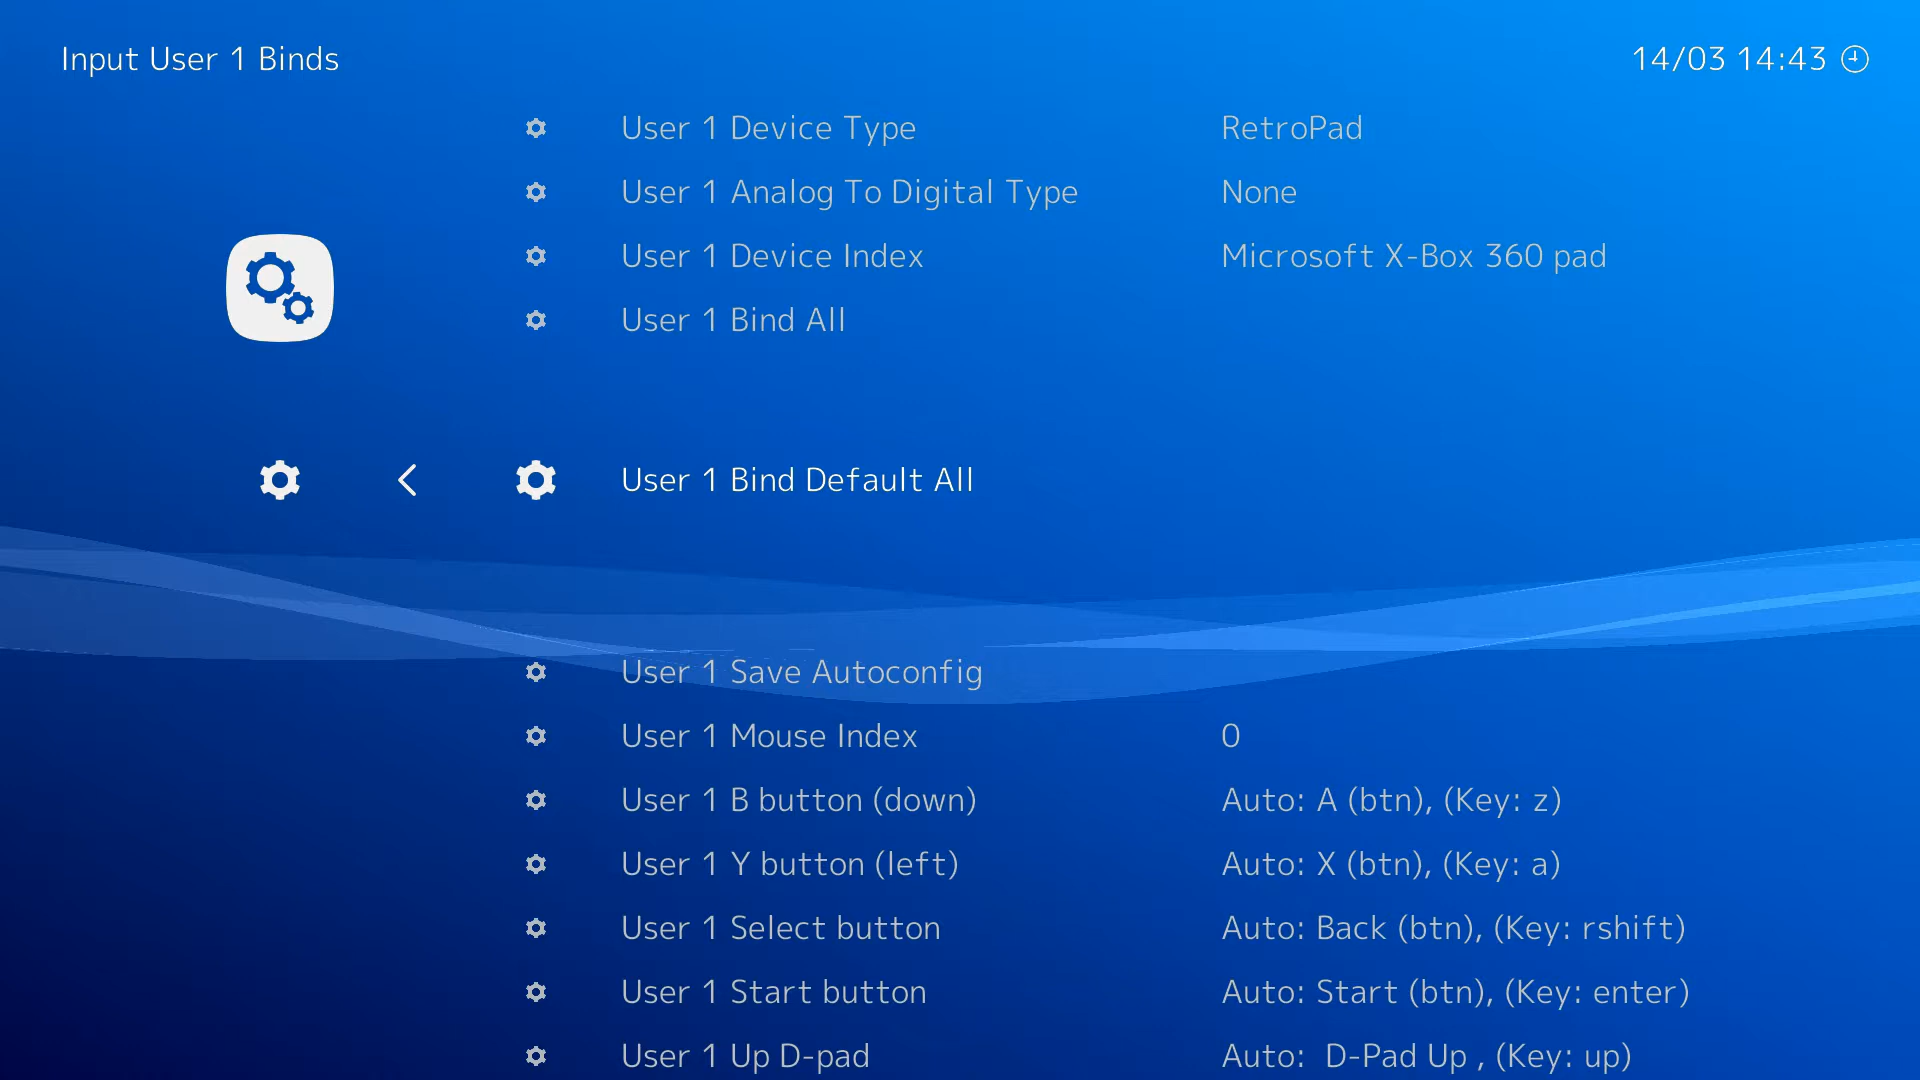 Input User 1 Binds
14/03 14:43
User 1 Device Type RetroPad
User 1 Analog To Digital Type None
User 1 Device Index Microsoft X-Box 360 pad
User 1 Bind All
User 1 Bind Default All
User 1 Save Autoconfig
User 1 Mouse Index 0
User 1 B button (down) Auto: A (btn), (Key: z)
User 1 Y button (left) Auto: X (btn), (Key: a)
User 1 Select button Auto: Back (btn), (Key: rshift)
User 1 Start button Auto: Start (btn), (Key: enter)
User 1 Up D-pad Auto:  D-Pad Up , (Key: up)